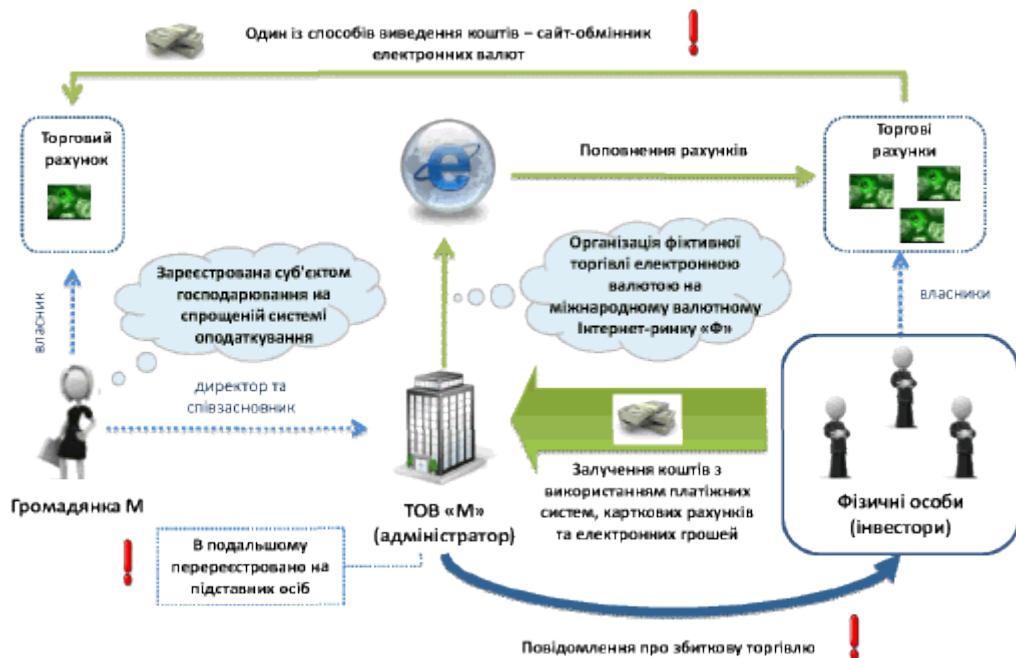 Один із способів виведення коштів – сайт-обмінник
електронних валют
Торговий
рахунок
Поповнення рахунків
Торгові
рахунки
Зареєстрована суб'єктом
господарювання на
спрощеній системі
оподаткування
Організація фіктивної
торгівлі електронною
валютою на
міжнародному валютному
Інтернет-ринку «Ф»
власник
власники
директор та
співзасновник
Громадянка М
ТОВ «М»
(адміністратор)
Залучення коштів з
використанням платіжних
систем, карткових рахунків
та електронних грошей
Фізичні особи
(інвестори)
В подальшому
перереєстровано на
підставних осіб
Повідомлення про збиткову торгівлю